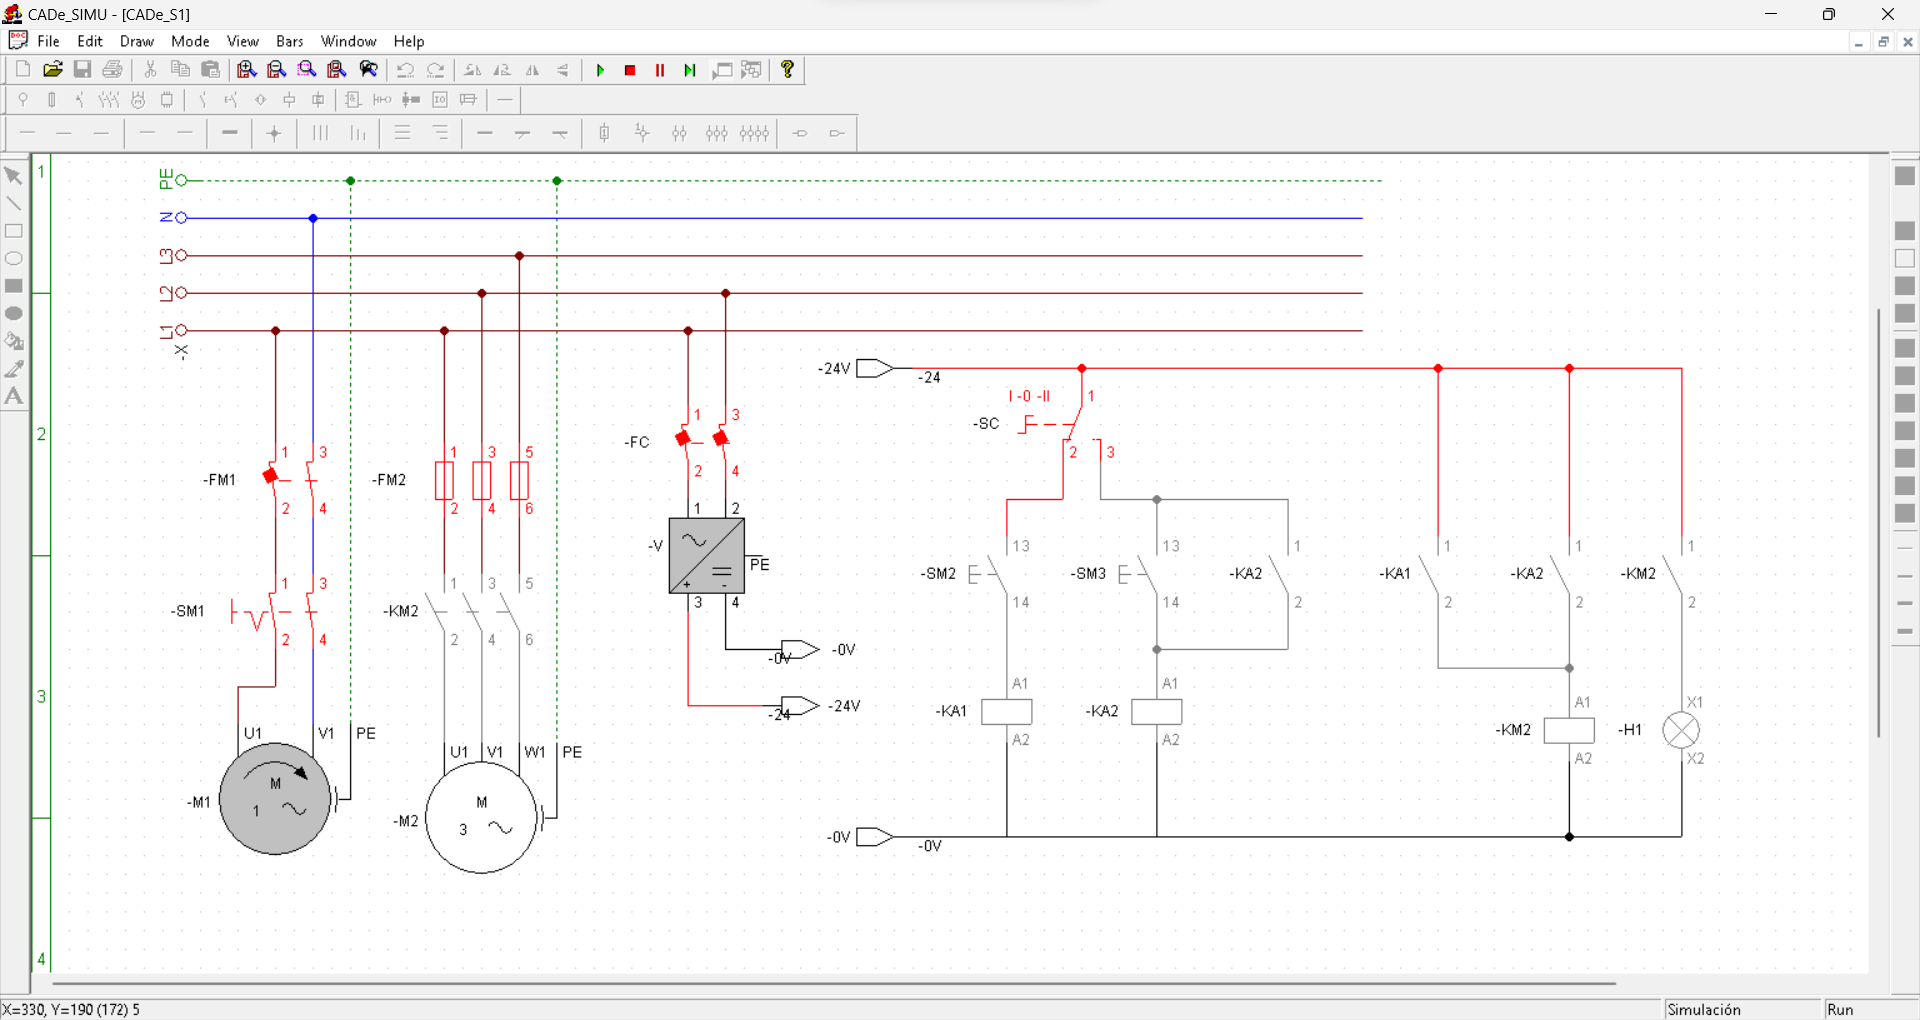 CADe_SIMU - [CADe_S1]
File Edit Draw Mode View Bars Window Help
1
PE
N
L3
L2
L1
-X
-24V
-24
I -0 -II
1
-SC
2 3
1 3
-FC
2 4
2
1 3
-FM1
2 4
1 3 5
-FM2
2 4 6
1 2
-V
PE
+ -
3 4
13
-SM2
14
13
-SM3
14
1
-KA2
2
1
-KA1
2
1
-KA2
2
1
-KM2
2
1 3
-SM1
2 4
1 3 5
-KM2
2 4 6
-0V -0V
-24 -24V
3
A1
-KA1
A2
A1
-KA2
A2
A1
-KM2
A2
X1
-H1
X2
U1 V1 PE
M
1
-M1
U1 V1 W1 PE
M
3
-M2
-0V
-0V
4
X=330, Y=190 (172) 5
Simulación
Run